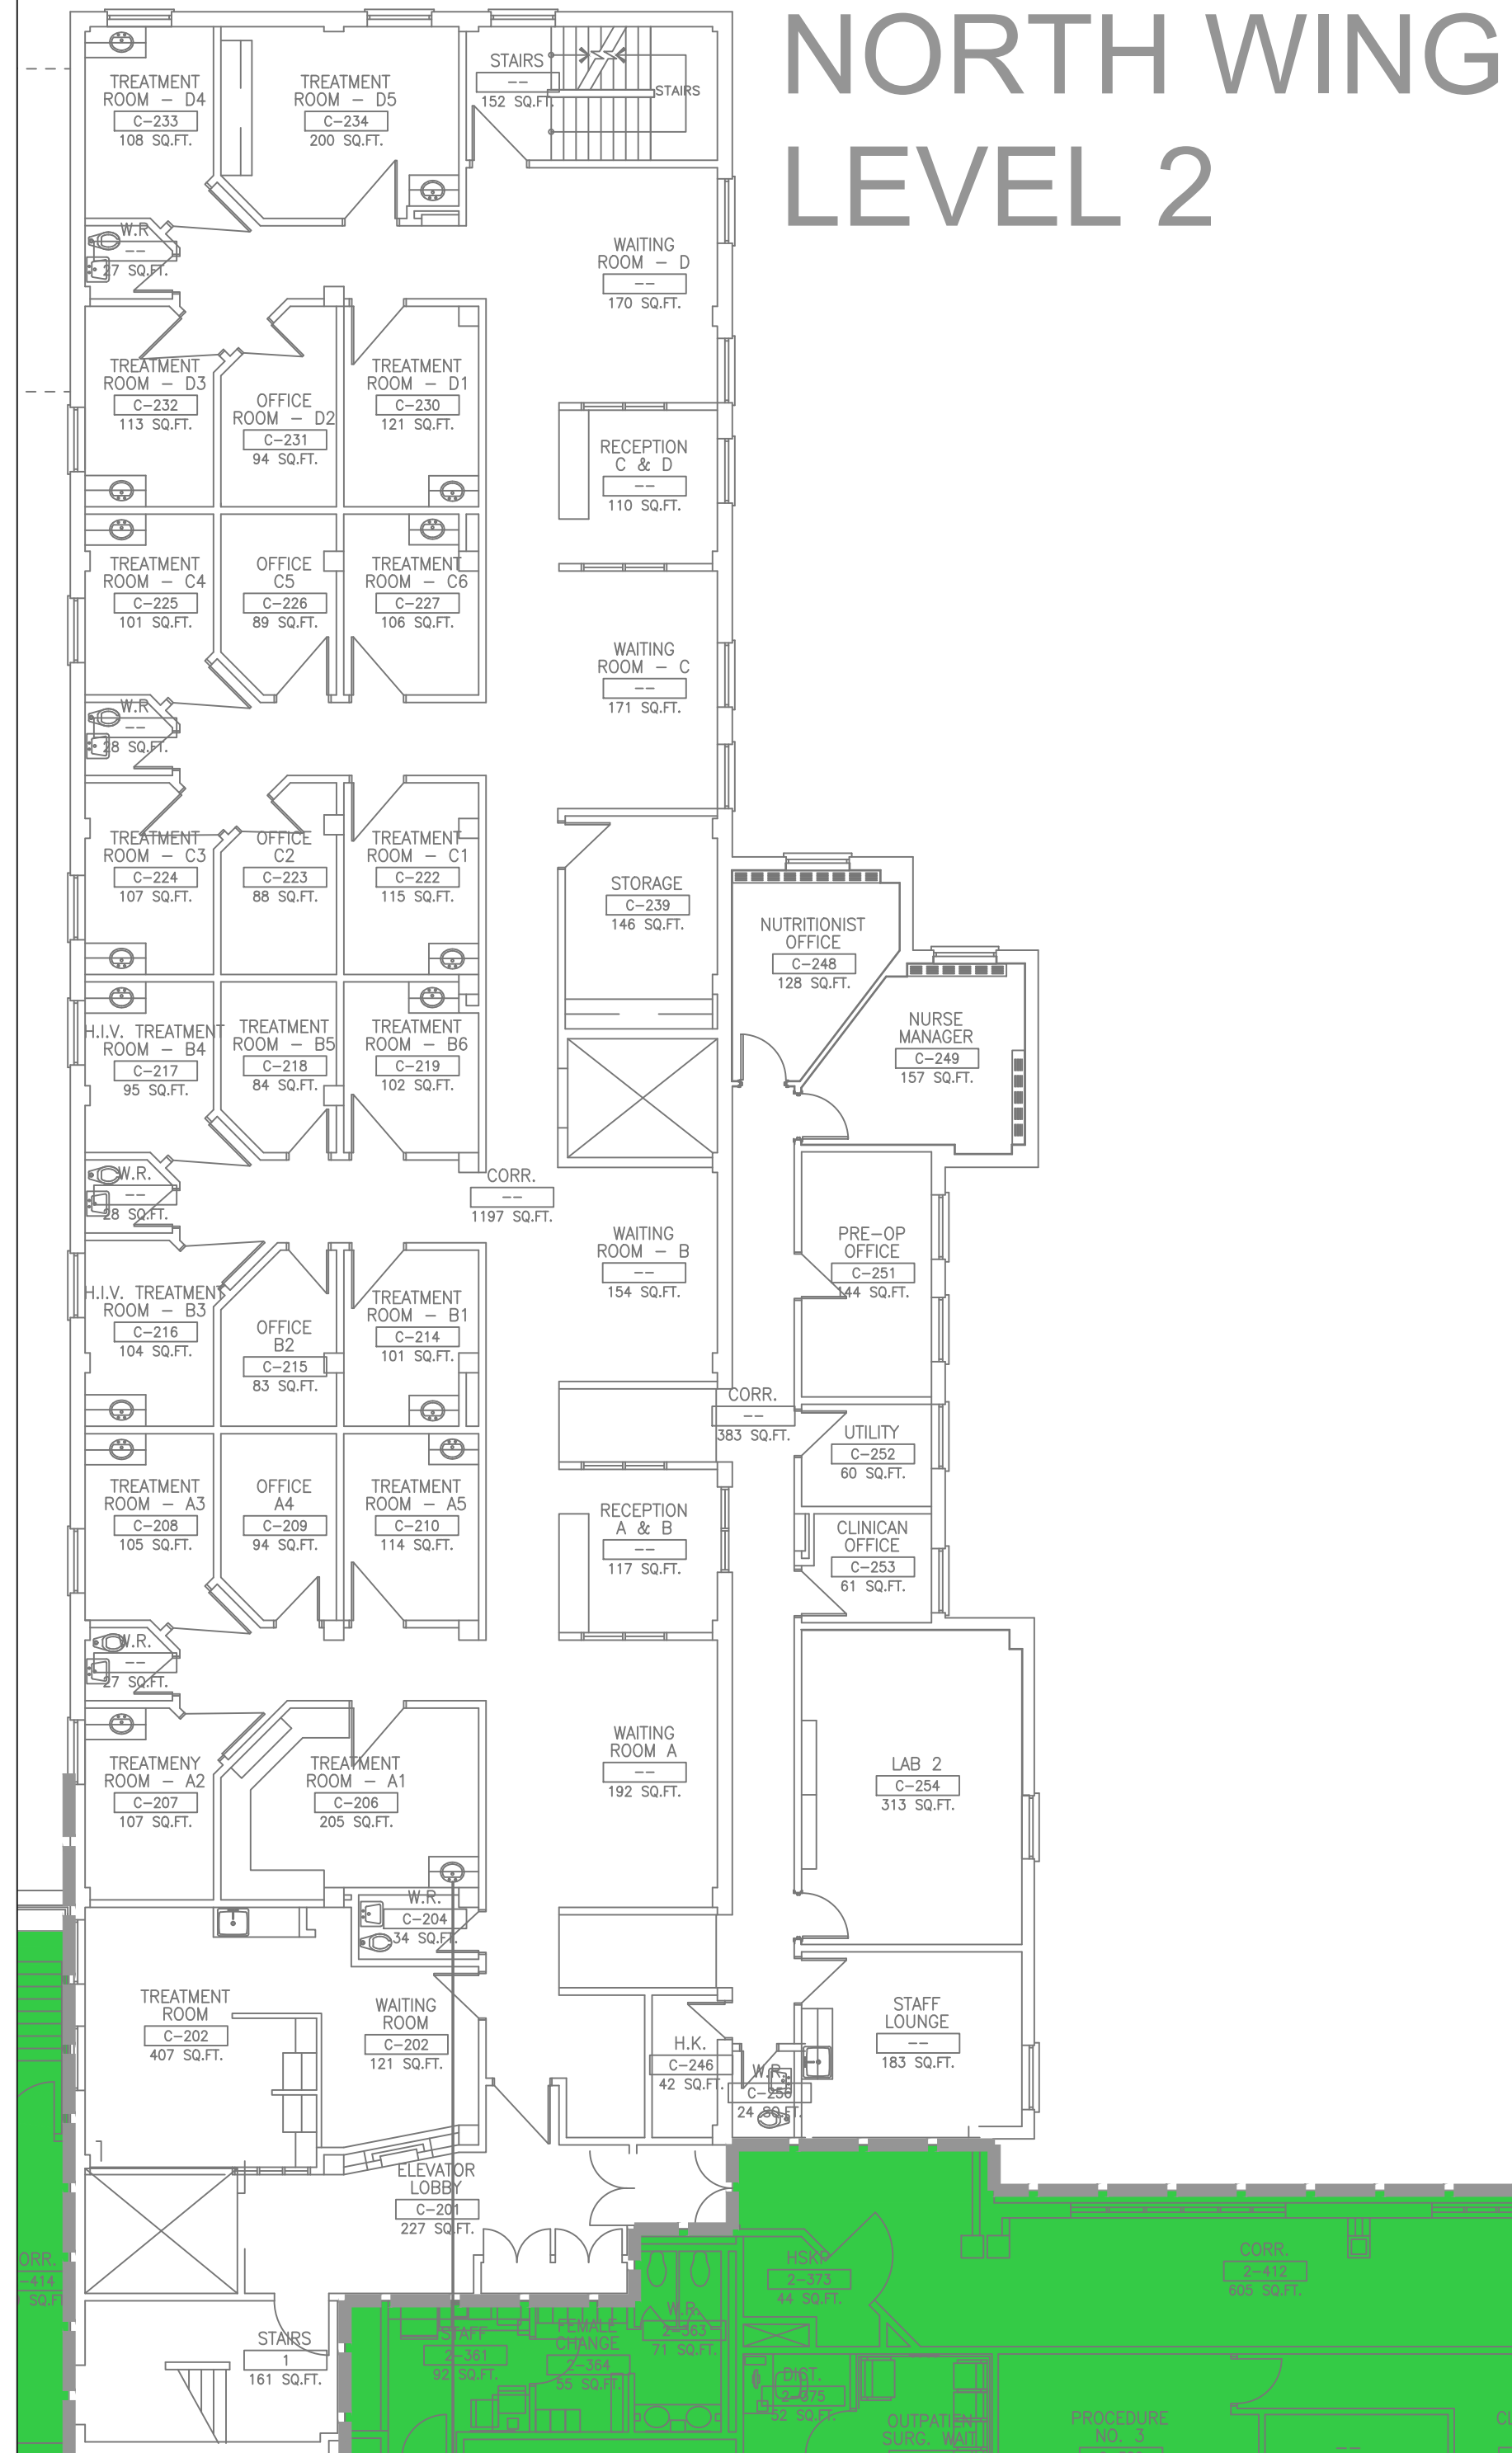 NORTH WING
LEVEL 2
TREATMENT
ROOM - D4
C-233
108 SQ.FT.
TREATMENT
ROOM - D5
C-234
200 SQ.FT.
STAIRS
--
152 SQ.FT.
STAIRS
W.R
--
27 SQ.FT.
WAITING
ROOM - D
--
170 SQ.FT.
TREATMENT
ROOM - D3
C-232
113 SQ.FT.
OFFICE
ROOM - D2
C-231
94 SQ.FT.
TREATMENT
ROOM - D1
C-230
121 SQ.FT.
RECEPTION
C & D
--
110 SQ.FT.
TREATMENT
ROOM - C4
C-225
101 SQ.FT.
OFFICE
C5
C-226
89 SQ.FT.
TREATMENT
ROOM - C6
C-227
106 SQ.FT.
WAITING
ROOM - C
--
171 SQ.FT.
W.R
--
28 SQ.FT.
TREATMENT
ROOM - C3
C-224
107 SQ.FT.
OFFICE
C2
C-223
88 SQ.FT.
TREATMENT
ROOM - C1
C-222
115 SQ.FT.
STORAGE
C-239
146 SQ.FT.
NUTRITIONIST
OFFICE
C-248
128 SQ.FT.
NURSE
MANAGER
C-249
157 SQ.FT.
H.I.V. TREATMENT
ROOM - B4
C-217
95 SQ.FT.
TREATMENT
ROOM - B5
C-218
84 SQ.FT.
TREATMENT
ROOM - B6
C-219
102 SQ.FT.
W.R.
--
28 SQ.FT.
CORR.
--
1197 SQ.FT.
WAITING
ROOM - B
--
154 SQ.FT.
PRE-OP
OFFICE
C-251
144 SQ.FT.
H.I.V. TREATMENT
ROOM - B3
C-216
104 SQ.FT.
OFFICE
B2
C-215
83 SQ.FT.
TREATMENT
ROOM - B1
C-214
101 SQ.FT.
CORR.
--
383 SQ.FT.
UTILITY
C-252
60 SQ.FT.
TREATMENT
ROOM - A3
C-208
105 SQ.FT.
OFFICE
A4
C-209
94 SQ.FT.
TREATMENT
ROOM - A5
C-210
114 SQ.FT.
RECEPTION
A & B
--
117 SQ.FT.
CLINICAN
OFFICE
C-253
61 SQ.FT.
W.R.
--
27 SQ.FT.
TREATMENY
ROOM - A2
C-207
107 SQ.FT.
TREATMENT
ROOM - A1
C-206
205 SQ.FT.
WAITING
ROOM A
--
192 SQ.FT.
LAB 2
C-254
313 SQ.FT.
W.R.
C-204
34 SQ.FT.
TREATMENT
ROOM
C-202
407 SQ.FT.
WAITING
ROOM
C-202
121 SQ.FT.
H.K.
C-246
42 SQ.FT.
W.R.
24 SQ.FT.
STAFF
LOUNGE
--
183 SQ.FT.
ELEVATOR
LOBBY
C-201
227 SQ.FT.
ORR.
-414
SQ.F
HSKP
2-373
44 SQ.FT.
CORR.
2-412
605 SQ.FT.
STAIRS
1
161 SQ.FT.
STAFF
2-361
92 SQ.FT.
FEMALE
CHANGE
2-364
55 SQ.FT.
W.R.
2-363
71 SQ.FT.
DICT.
2-375
52 SQ.FT.
OUTPATIEN
SURG. WAIT
PROCEDURE
NO. 3
--